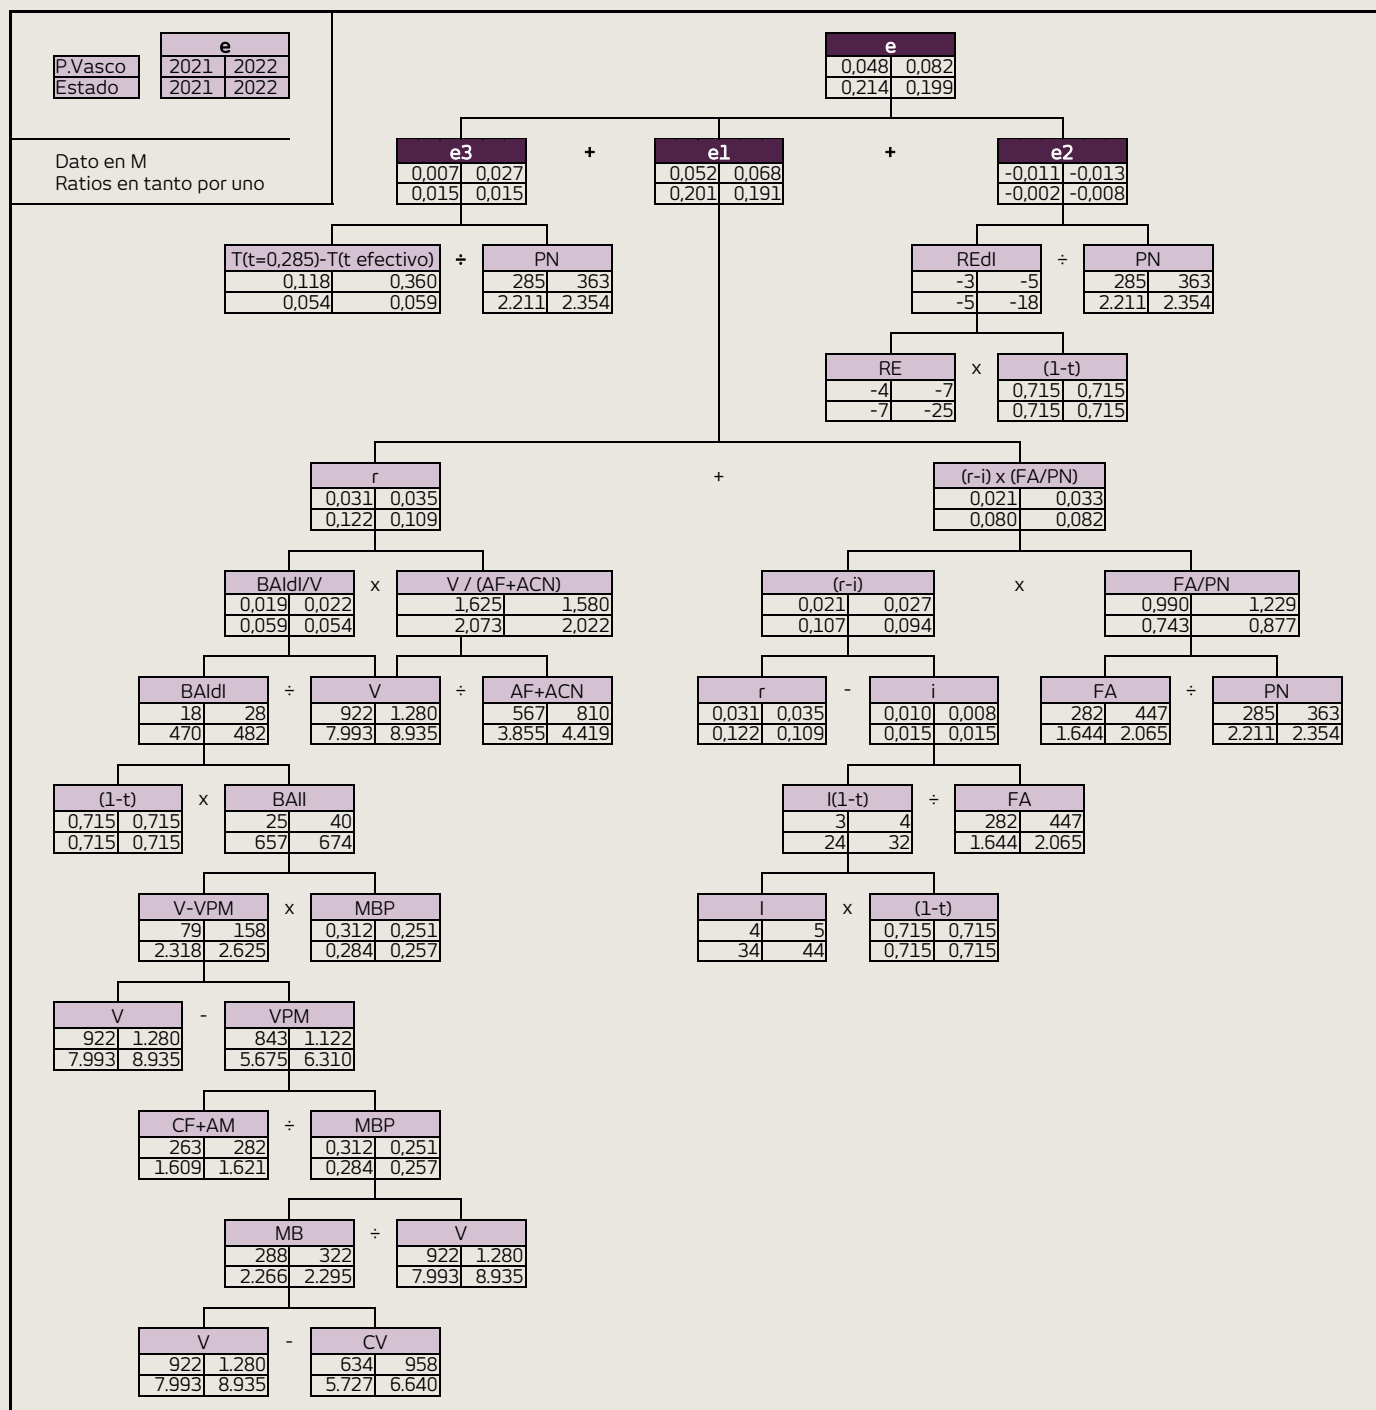 e e
P.Vasco 2021 2022 0,048 0,082
Estado 2021 2022 0,214 0,199
e3 + e1 + e2
Dato en M 0,007 0,027 0,052 0,068 -0,011 -0,013
Ratios en tanto por uno 0,015 0,015 0,201 0,191 -0,002 -0,008
T(t=0,285)-T(t efectivo) ÷ PN REdI ÷ PN
0,118 0,360 285 363 -3 -5 285 363
0,054 0,059 2.211 2.354 -5 -18 2.211 2.354
RE x (1-t)
-4 -7 0,715 0,715
-7 -25 0,715 0,715
r + (r-i) x (FA/PN)
0,031 0,035 0,021 0,033
0,122 0,109 0,080 0,082
BAIdI/V x V / (AF+ACN) (r-i) x FA/PN
0,019 0,022 1,625 1,580 0,021 0,027 0,990 1,229
0,059 0,054 2,073 2,022 0,107 0,094 0,743 0,877
BAIdI ÷ V ÷ AF+ACN r - i FA ÷ PN
18 28 922 1.280 567 810 0,031 0,035 0,010 0,008 282 447 285 363
470 482 7.993 8.935 3.855 4.419 0,122 0,109 0,015 0,015 1.644 2.065 2.211 2.354
(1-t) x BAII I(1-t) ÷ FA
0,715 0,715 25 40 3 4 282 447
0,715 0,715 657 674 24 32 1.644 2.065
V-VPM x MBP I x (1-t)
79 158 0,312 0,251 4 5 0,715 0,715
2.318 2.625 0,284 0,257 34 44 0,715 0,715
V - VPM
922 1.280 843 1.122
7.993 8.935 5.675 6.310
CF+AM ÷ MBP
263 282 0,312 0,251
1.609 1.621 0,284 0,257
MB ÷ V
288 322 922 1.280
2.266 2.295 7.993 8.935
V - CV
922 1.280 634 958
7.993 8.935 5.727 6.640